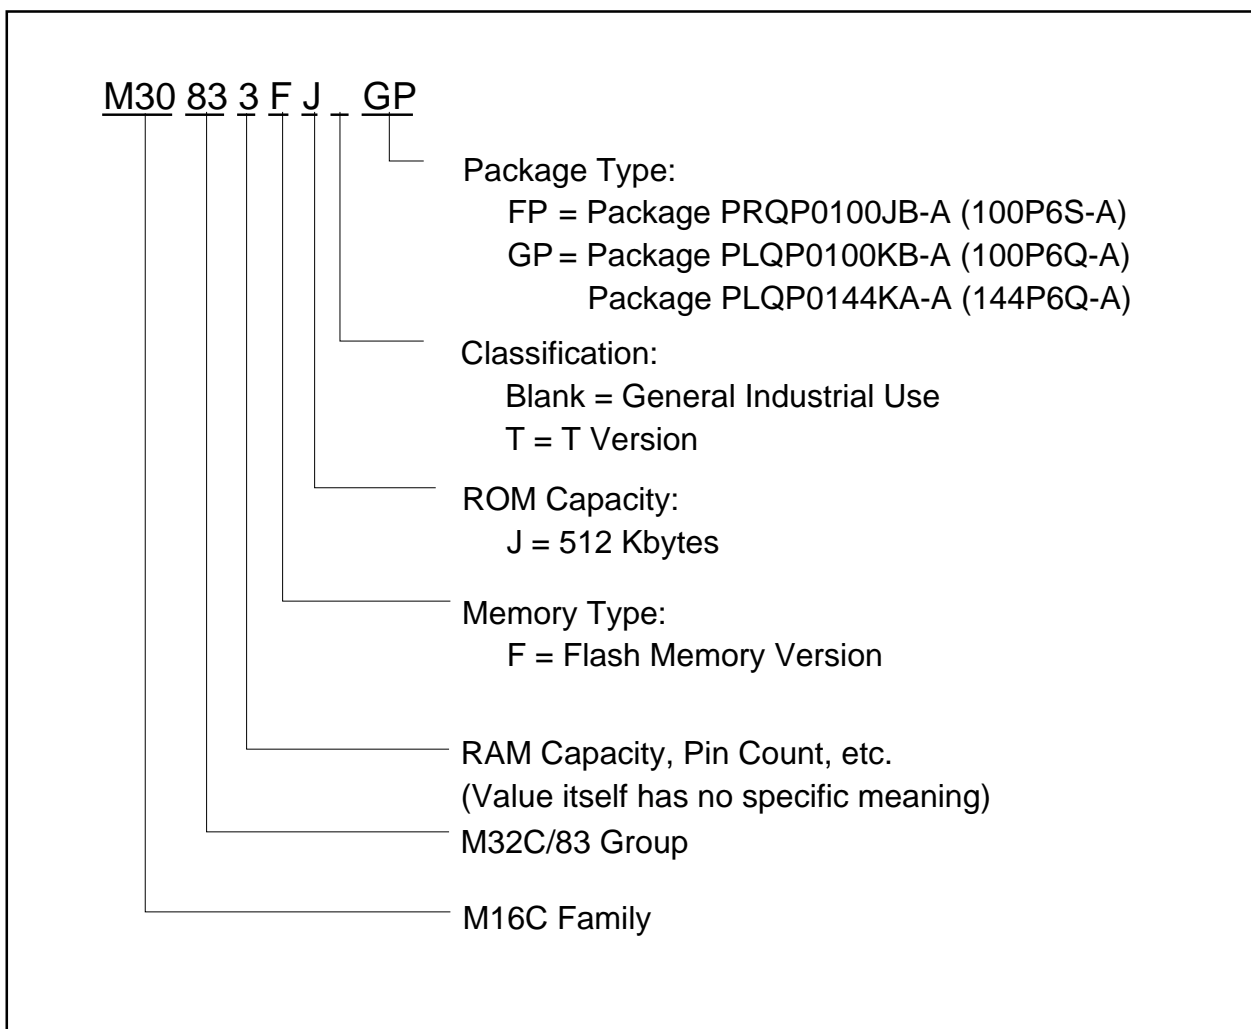 M30 83 3 F J _ GP
Package Type:
FP = Package PRQP0100JB-A (100P6S-A)
GP = Package PLQP0100KB-A (100P6Q-A)
Package PLQP0144KA-A (144P6Q-A)
Classification:
Blank = General Industrial Use
T = T Version
ROM Capacity:
J = 512 Kbytes
Memory Type:
F = Flash Memory Version
RAM Capacity, Pin Count, etc.
(Value itself has no specific meaning)
M32C/83 Group
M16C Family